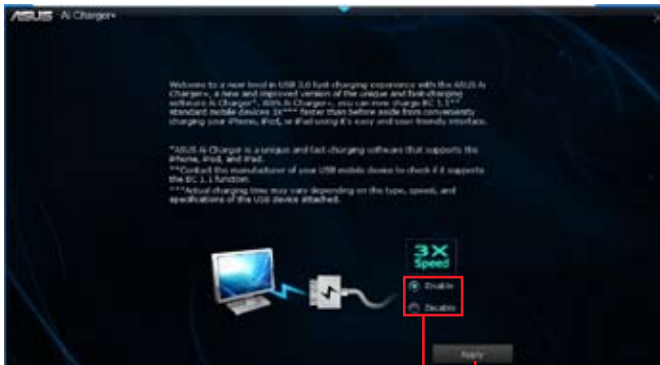 ASUS Ai Charger+
Welcome to a new level in USB 3.0 fast-charging experience with the ASUS Ai
Charger+, a new and improved version of the unique and fast-charging
software Ai Charger*. With Ai Charger+, you can now charge BC 1.1**
standard mobile devices 3x*** faster than before aside from conveniently
charging your iPhone, iPod, or iPad using it's easy and user-friendly interface.
*ASUS Ai Charger is a unique and fast-charging software that supports the
iPhone, iPod, and iPad.
**Contact the manufacturer of your USB mobile device to check if it supports
the BC 1.1 function.
***Actual charging time may vary depending on the type, speed, and
specifications of the USB device attached.
3X
Speed
Enable
Disable
Apply